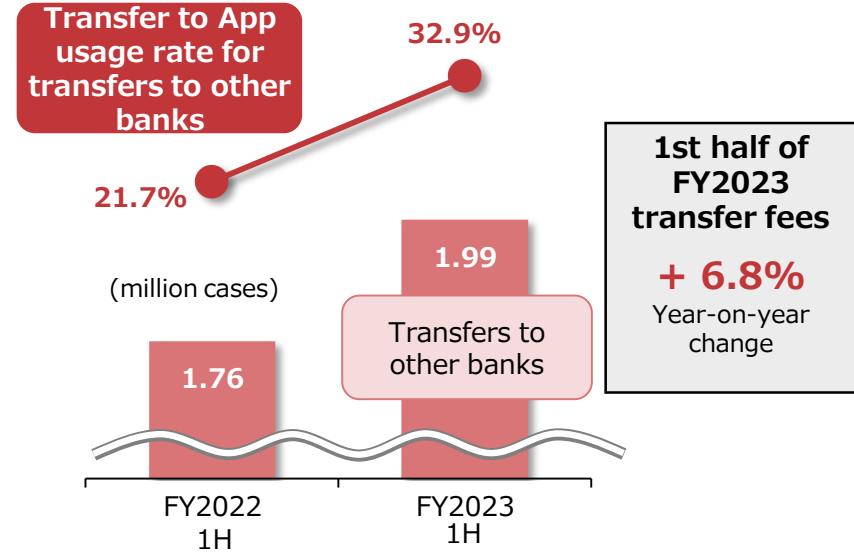 Transfer to App
usage rate for
transfers to other
banks
32.9%
21.7%
(million cases)
1.76
1.99
Transfers to
other banks
FY2022
1H
FY2023
1H
1st half of
FY2023
transfer fees
+ 6.8%
Year-on-year
change